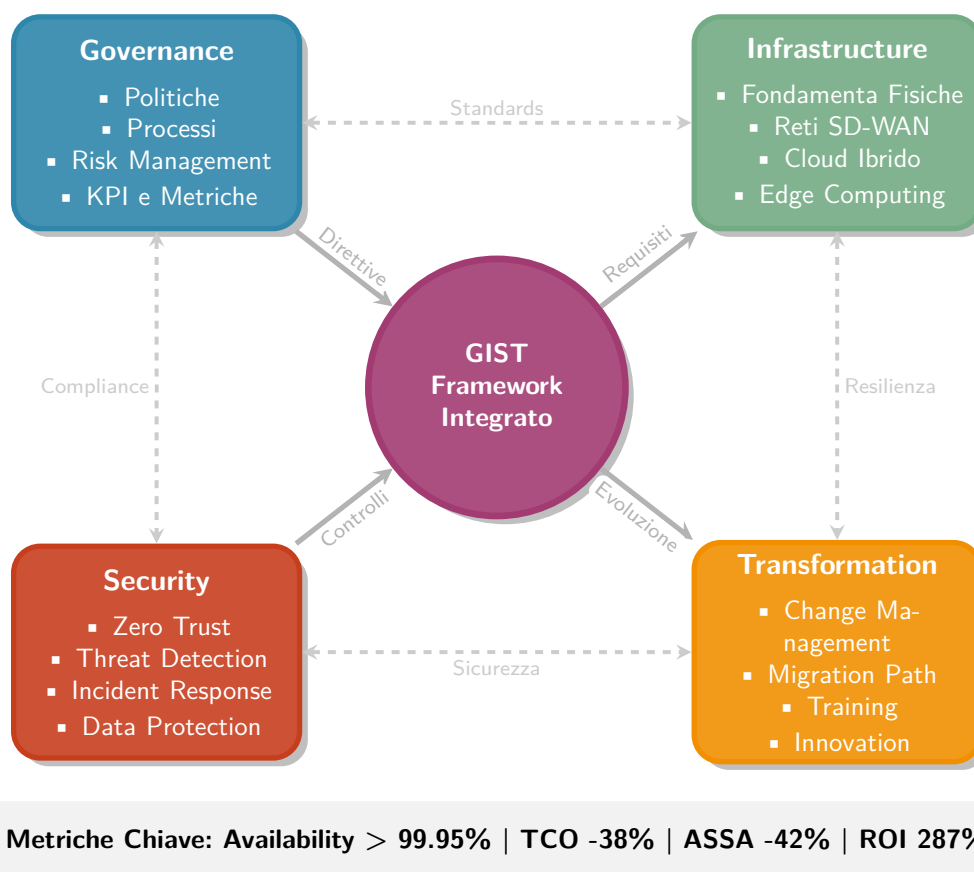 Governance
▪ Politiche
▪ Processi
▪ Risk Management
▪ KPI e Metriche
Standards
Infrastructure
▪ Fondamenta Fisiche
▪ Reti SD-WAN
▪ Cloud Ibrido
▪ Edge Computing
Direttive
Requisiti
Compliance
GIST
Framework
Integrato
Resilienza
Controlli
Evoluzione
Security
▪ Zero Trust
▪ Threat Detection
▪ Incident Response
▪ Data Protection
Sicurezza
Transformation
▪ Change Ma-
nagement
▪ Migration Path
▪ Training
▪ Innovation
Metriche Chiave: Availability > 99.95% | TCO -38% | ASSA -42% | ROI 287%